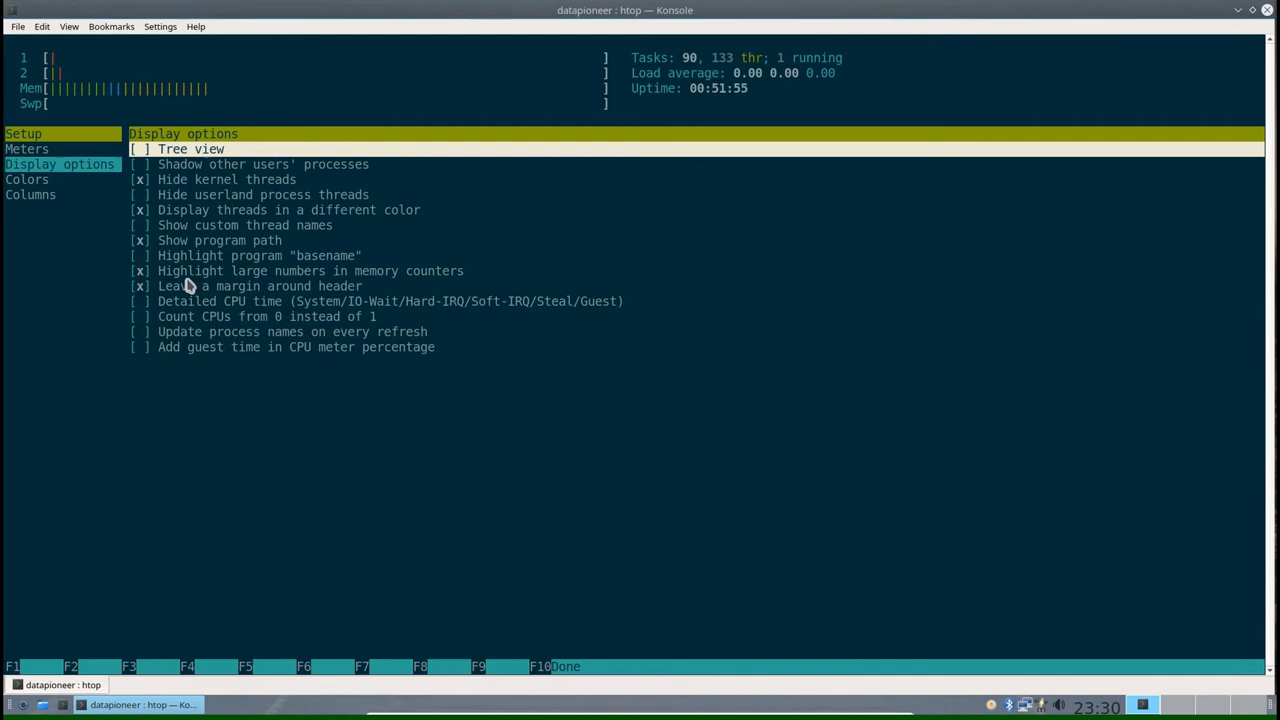 datapioneer : htop — Konsole
File Edit View Bookmarks Settings Help
1 [| ] Tasks: 90, 133 thr; 1 running
2 [|| ] Load average: 0.00 0.00 0.00
Mem[|||||||||||||||||||||| ] Uptime: 00:51:55
Swp[ ]
Setup Display options
Meters [ ] Tree view
Display options [ ] Shadow other users' processes
Colors [x] Hide kernel threads
Columns [ ] Hide userland process threads
[x] Display threads in a different color
[ ] Show custom thread names
[x] Show program path
[ ] Highlight program "basename"
[x] Highlight large numbers in memory counters
[x] Leave a margin around header
[ ] Detailed CPU time (System/IO-Wait/Hard-IRQ/Soft-IRQ/Steal/Guest)
[ ] Count CPUs from 0 instead of 1
[ ] Update process names on every refresh
[ ] Add guest time in CPU meter percentage
F1 F2 F3 F4 F5 F6 F7 F8 F9 F10Done
datapioneer : htop
datapioneer : htop — Ko... 23:30